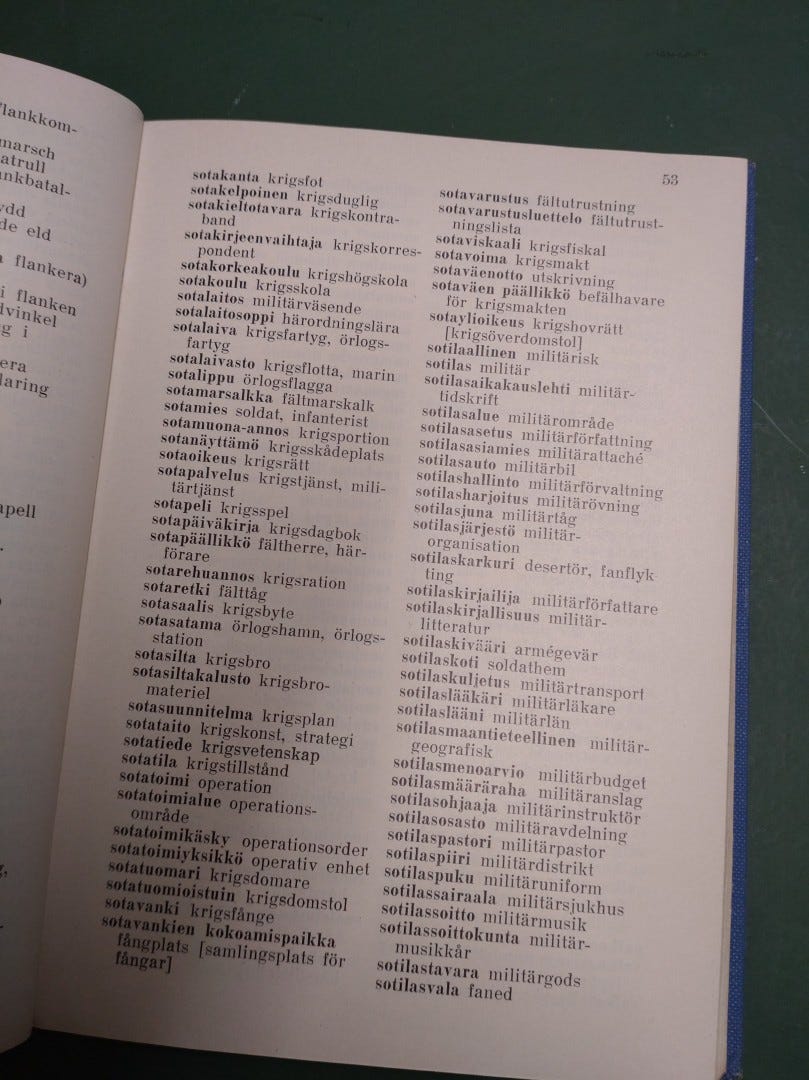 flankkom-
marsch
atrull
nkbatal-
ydd
de eld
flankera)
i flanken
dvinkel
g i
era
laring
apell
53
sotakanta krigsfot
sotakelpoinen krigsduglig
sotakieltotavara krigskontra-
band
sotakirjeenvaihtaja krigskorres-
pondent
sotakorkeakoulu krigshögskola
sotakoulu krigsskola
sotalaitos militärväsende
sotalaitosoppi härordningslära
sotalaiva krigsfartyg, örlogs-
fartyg
sotalaivasto krigsflotta, marin
sotalippu örlogsflagga
sotamarsalkka fältmarskalk
sotamies soldat, infanterist
sotamuona-annos krigsportion
sotanäyttämö krigsskådeplats
sotaoikeus krigsrätt
sotapalvelus krigstjänst, mili-
tärtjänst
sotapeli krigsspel
sotapäiväkirja krigsdagbok
sotapäällikkö fältherre, här-
förare
sotarehuannos krigsration
sotaretki fälttåg
sotasaalis krigsbyte
sotasatama örlogshamn, örlogs-
station
sotasilta krigsbro
sotasiltakalusto krigsbro-
materiel
sotasuunnitelma krigsplan
sotataito krigskonst, strategi
sotatiede krigsvetenskap
sotatila krigstillstånd
sotatoimi operation
sotatoimialue operations-
område
sotatoimikäsky operationsorder
sotatoimiyksikkö operativ enhet
sotatuomari krigsdomare
sotatuomioistuin krigsdomstol
sotavanki krigsfånge
sotavankien kokoamispaikka
fångplats [samlingsplats för
fångar]
sotavarustus fältutrustning
sotavarustusluettelo fältutrust-
ningslista
sotaviskaali krigsfiskal
sotavoima krigsmakt
sotaväenotto utskrivning
sotaväen päällikkö befälhavare
för krigsmakten
sotaylioikeus krigshovrätt
[krigsöverdomstol]
sotilaallinen militärisk
sotilas militär
sotilasaikakauslehti militär-
tidskrift
sotilasalue militärområde
sotilasasetus militärförfattning
sotilasasiamies militärattaché
sotilasauto militärbil
sotilashallinto militärförvaltning
sotilasharjoitus militärövning
sotilasjuna militärtåg
sotilasjärjestö militär-
organisation
sotilaskarkuri desertör, fanflyk
ting
sotilaskirjailija militärförfattare
sotilaskirjallisuus militär-
litteratur
sotilaskivääri armégevär
sotilaskoti soldathem
sotilaskuljetus militärtransport
sotilaslääkäri militärläkare
sotilaslääni militärlän
sotilasmaantieteellinen militär-
geografisk
sotilasmenoarvio militärbudget
sotilasmääräraha militäranslag
sotilasohjaaja militärinstruktör
sotilasosasto militäravdelning
sotilaspastori militärpastor
sotilaspiiri militärdistrikt
sotilaspuku militäruniform
sotilassairaala militärsjukhus
sotilassoitto militärmusik
sotilassoittokunta militär-
musikkår
sotilastavara militärgods
sotilasvala faned